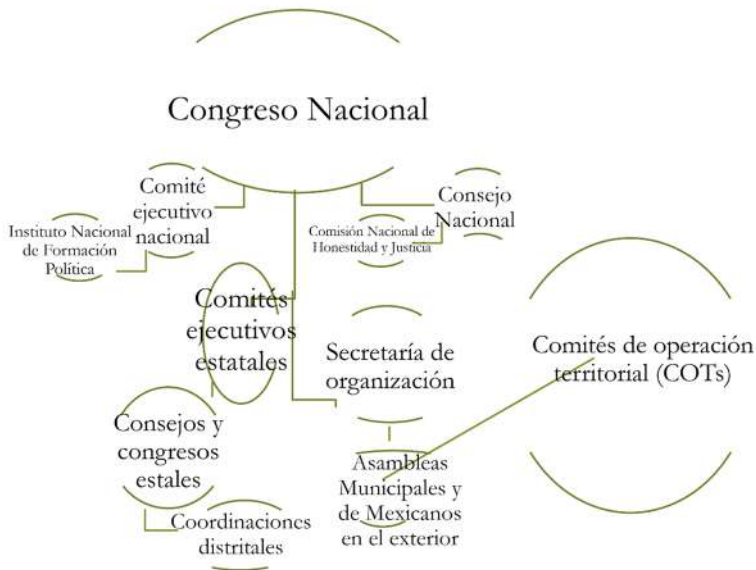 Congreso Nacional
Comité
ejecutivo
nacional
Consejo
Nacional
Instituto Nacional
de Formación
Política
Comisión Nacional de
Honestidad y Justicia
Comités
ejecutivos
estatales
Secretaría de
organización
Comités de operación
territorial (COTs)
Consejos y
congresos
estales
Asambleas
Municipales y
de Mexicanos
en el exterior
Coordinaciones
distritales